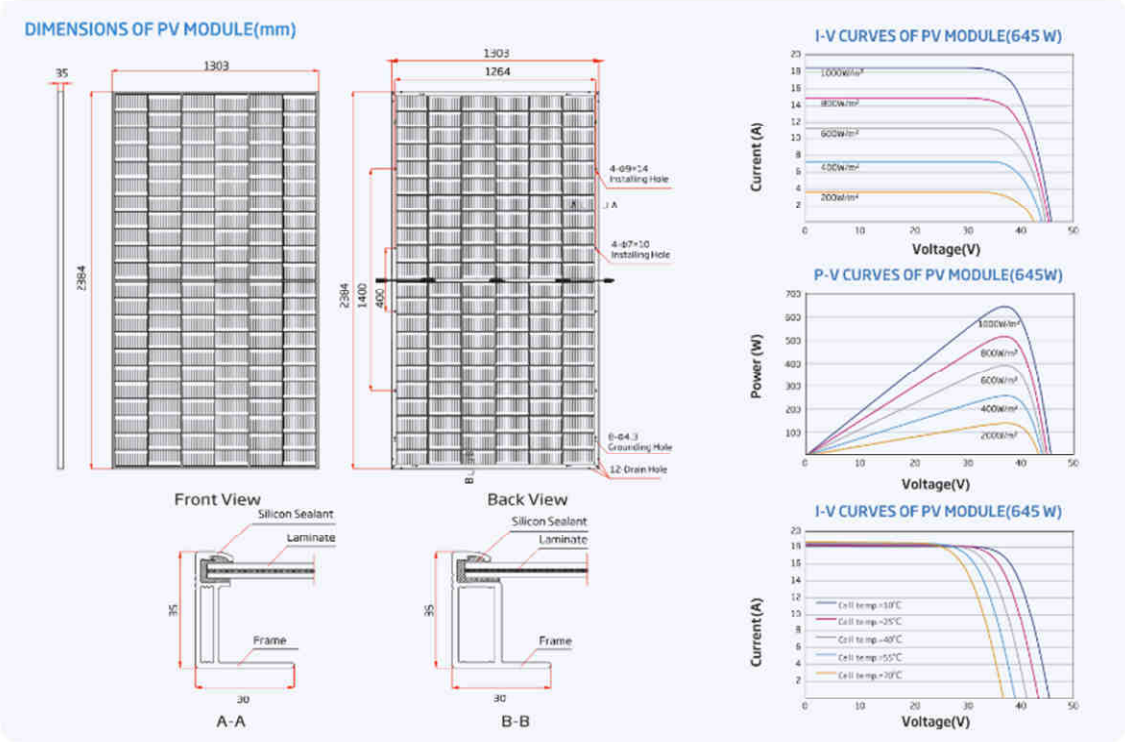 DIMENSIONS OF PV MODULE(mm)
35
1303
2384
Front View
1303
1264
2384
1400
400
4-Φ9×14
Installing Hole
A
A
4-Φ7×10
Installing Hole
8-Φ4.3
Grounding Hole
12-Drain Hole
B
B
Back View
Silicon Sealant
Laminate
35
Frame
30
A-A
Silicon Sealant
Laminate
35
Frame
30
B-B
I-V CURVES OF PV MODULE(645 W)
Current (A)
20
18
16
14
12
10
8
6
4
2
1000W/m²
800W/m²
600W/m²
400W/m²
200W/m²
0 10 20 30 40 50
Voltage(V)
P-V CURVES OF PV MODULE(645W)
Power (W)
700
600
500
400
300
200
100
1000W/m²
800W/m²
600W/m²
400W/m²
200W/m²
0 10 20 30 40 50
Voltage(V)
I-V CURVES OF PV MODULE(645 W)
Current(A)
20
18
16
14
12
10
8
6
4
2
Cell temp.=10°C
Cell temp.=25°C
Cell temp.=40°C
Cell temp.=55°C
Cell temp.=70°C
0 10 20 30 40 50
Voltage(V)